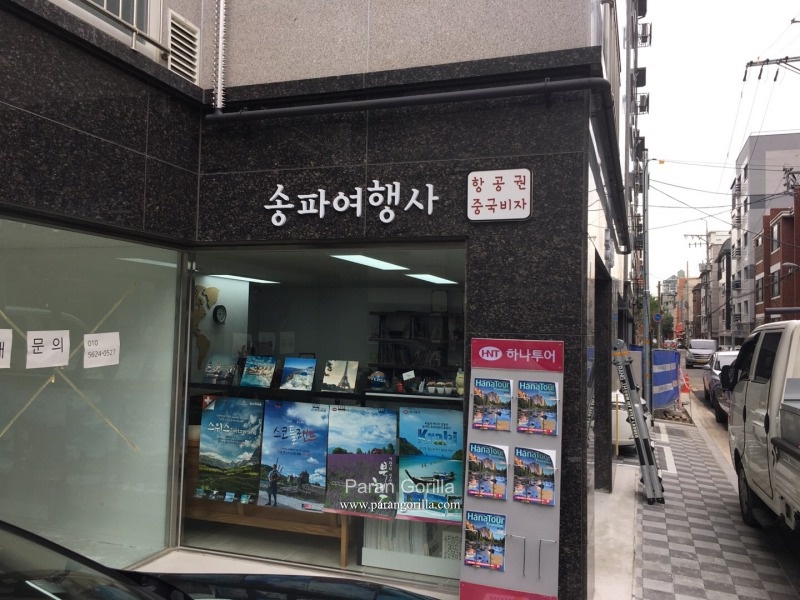 송파여행사
항공권
중국비자
문의
010
5624-0527
HNT 하나투어
HanaTour
HanaTour
HanaTour
HanaTour
HanaTour
스위스
스코틀랜드
Krabi
Paran Gorilla
www.parangorilla.com